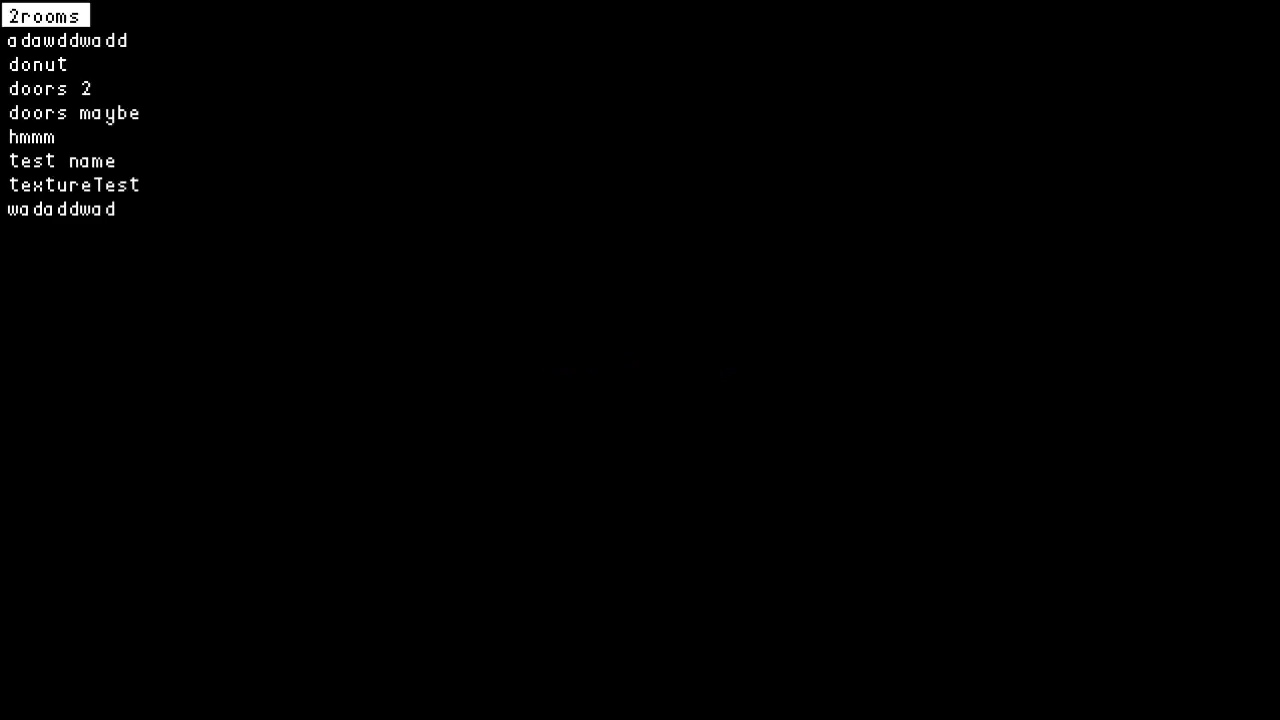 2rooms
adawddwadd
donut
doors 2
doors maybe
hmmm
test name
textureTest
wadaddwad